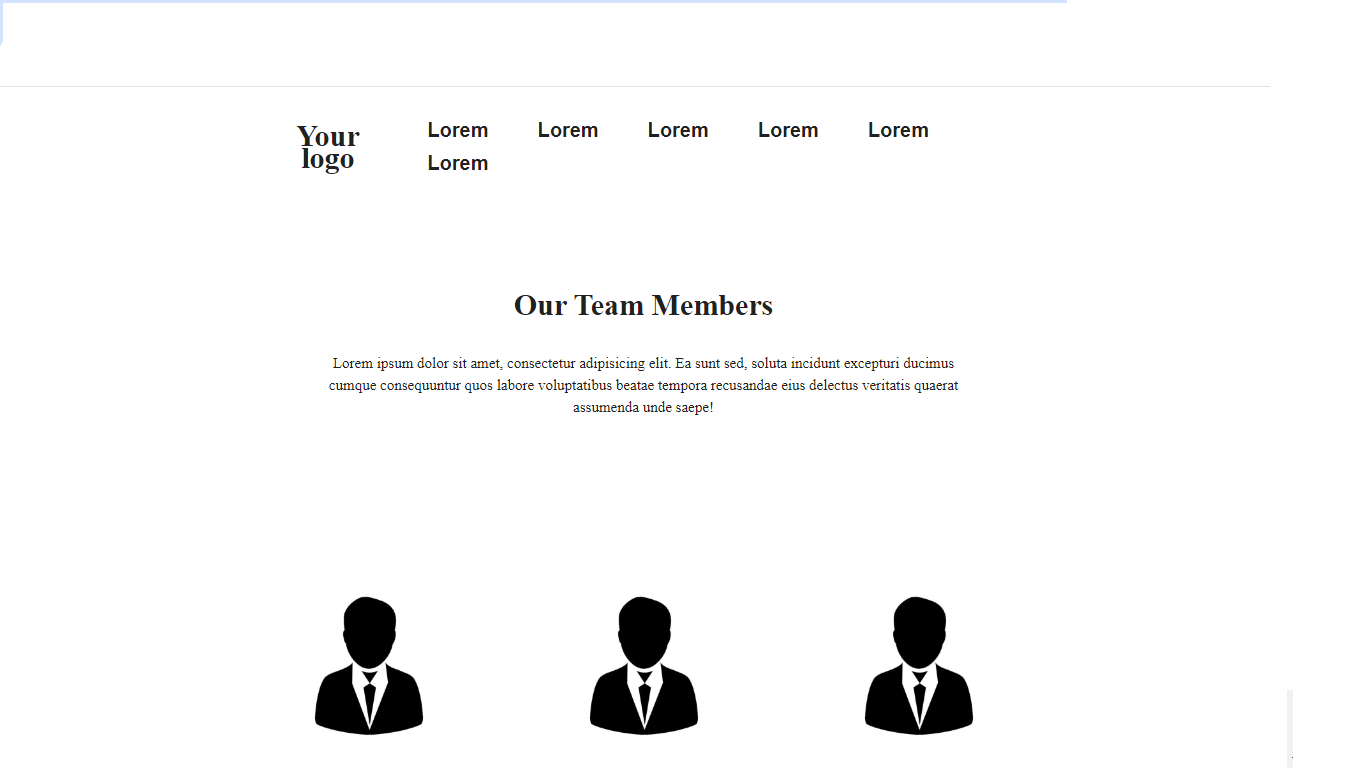 Your
logo
Lorem Lorem Lorem Lorem Lorem
Lorem
Our Team Members
Lorem ipsum dolor sit amet, consectetur adipisicing elit. Ea sunt sed, soluta incidunt excepturi ducimus
cumque consequuntur quos labore voluptatibus beatae tempora recusandae eius delectus veritatis quaerat
assumenda unde saepe!